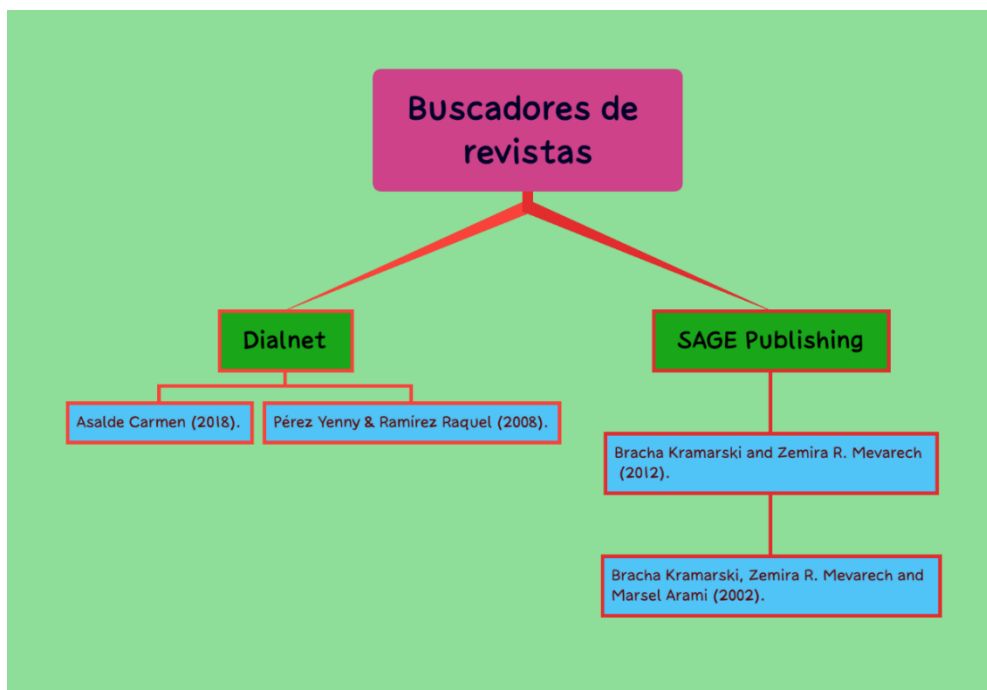 Buscadores de
revistas
Dialnet
SAGE Publishing
Asalde Carmen (2018).
Pérez Yenny & Ramírez Raquel (2008).
Bracha Kramarski and Zemira R. Mevarech
(2012).
Bracha Kramarski, Zemira R. Mevarech and
Marsel Arami (2002).